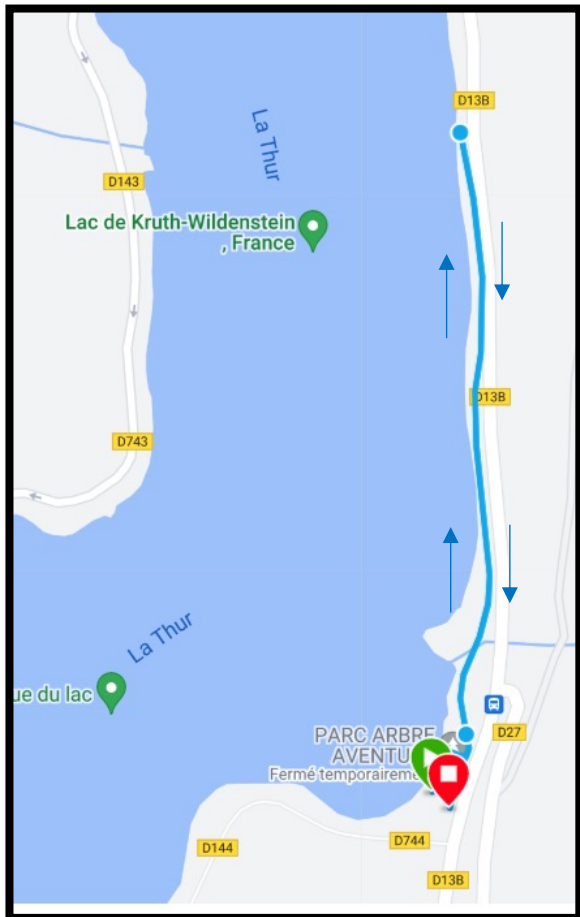 D13B
La Thur
D143
Lac de Kruth-Wildenstein
, France
D13B
D743
La Thur
ue du lac
PARC ARBRE
AVENTU
D27
Fermé temporaireme
D144
D744
D13B